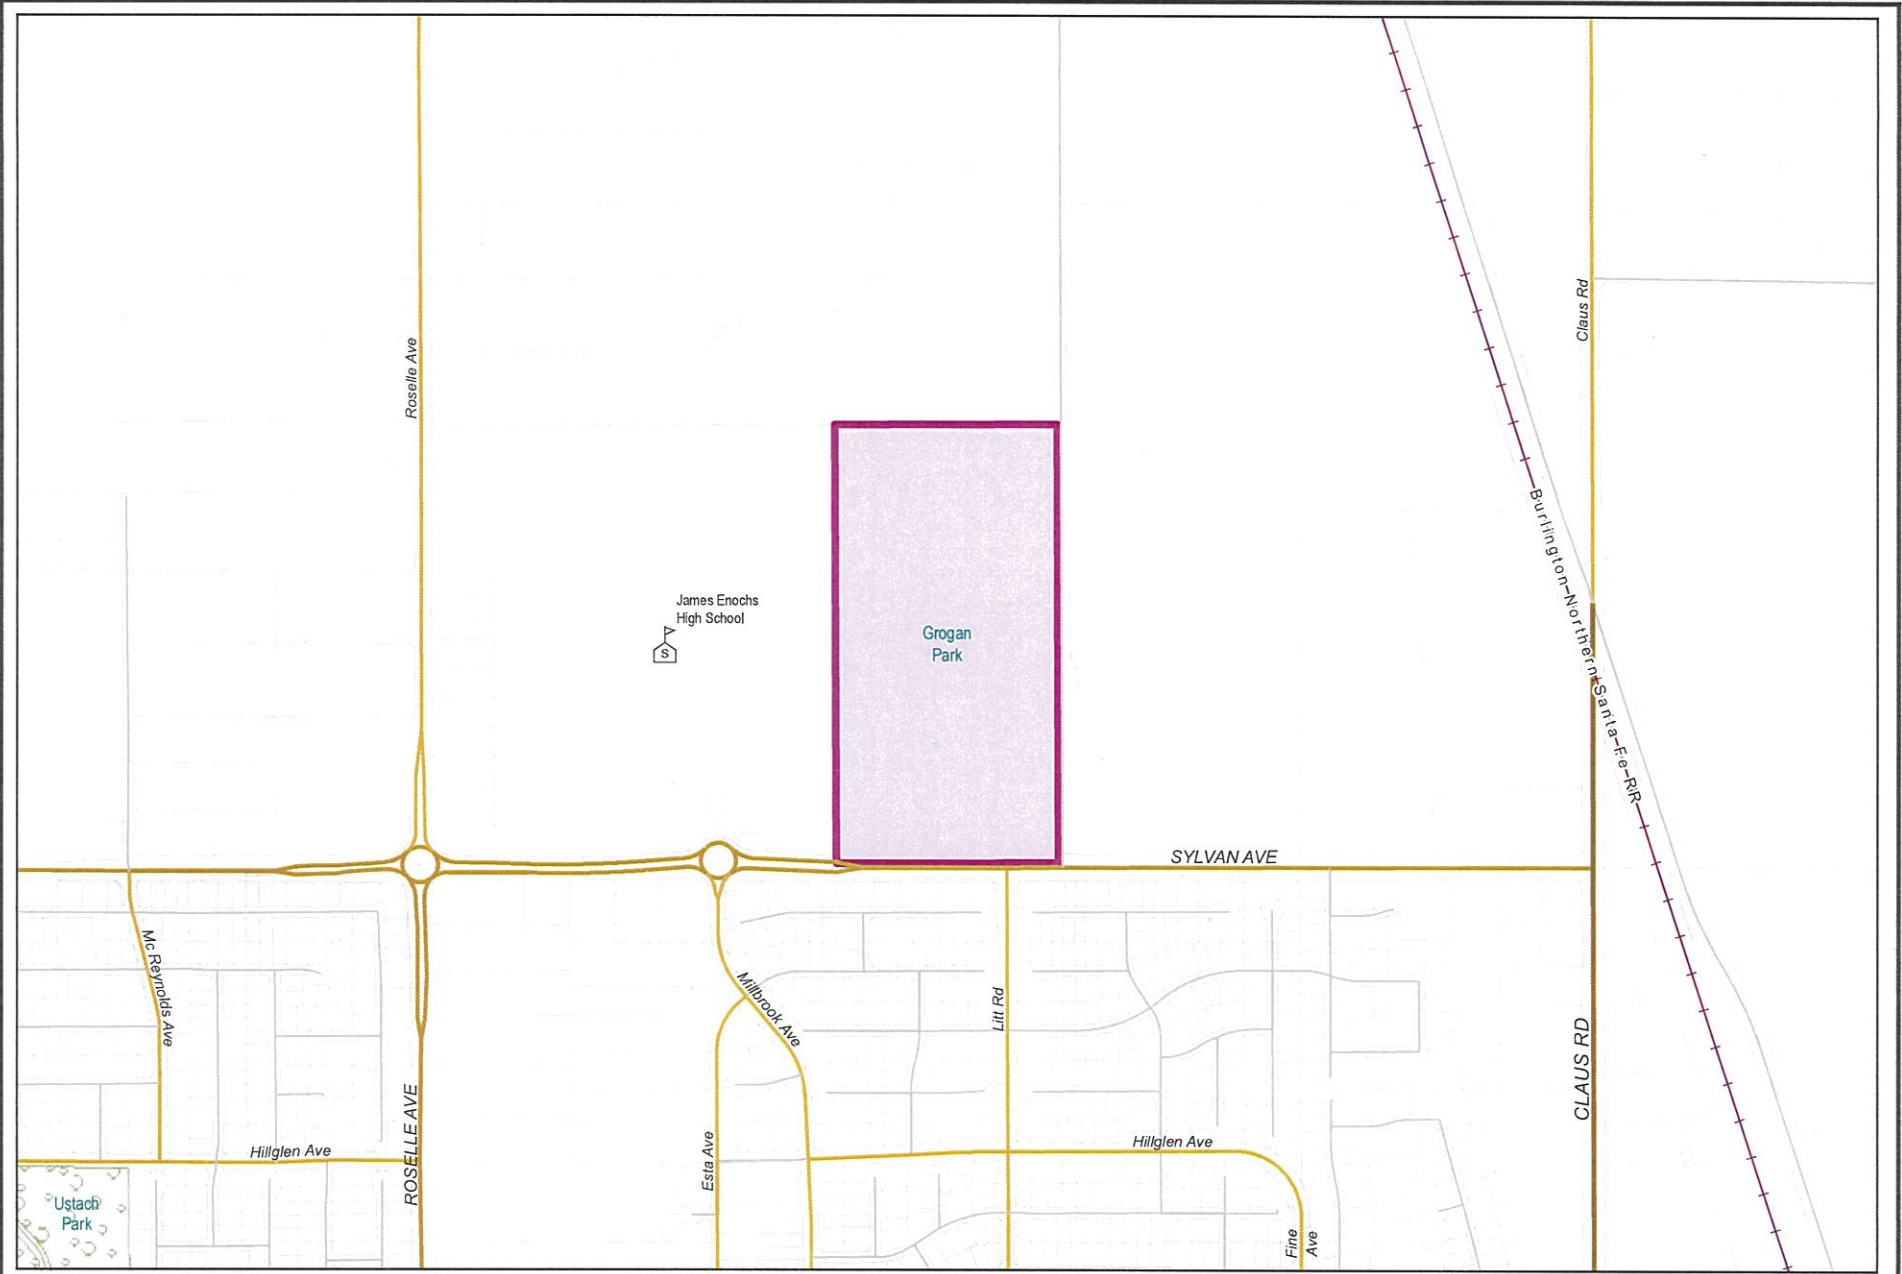 Roselle Ave
Claus Rd
Burlington Northern Santa Fe RR
James Enochs
High School
S
Grogan
Park
SYLVAN AVE
Mc Reynolds Ave
Millbrook Ave
Litt Rd
CLAUS RD
ROSELLE AVE
Hillglen Ave
Esta Ave
Hillglen Ave
Ustach
Park
Fine
Ave